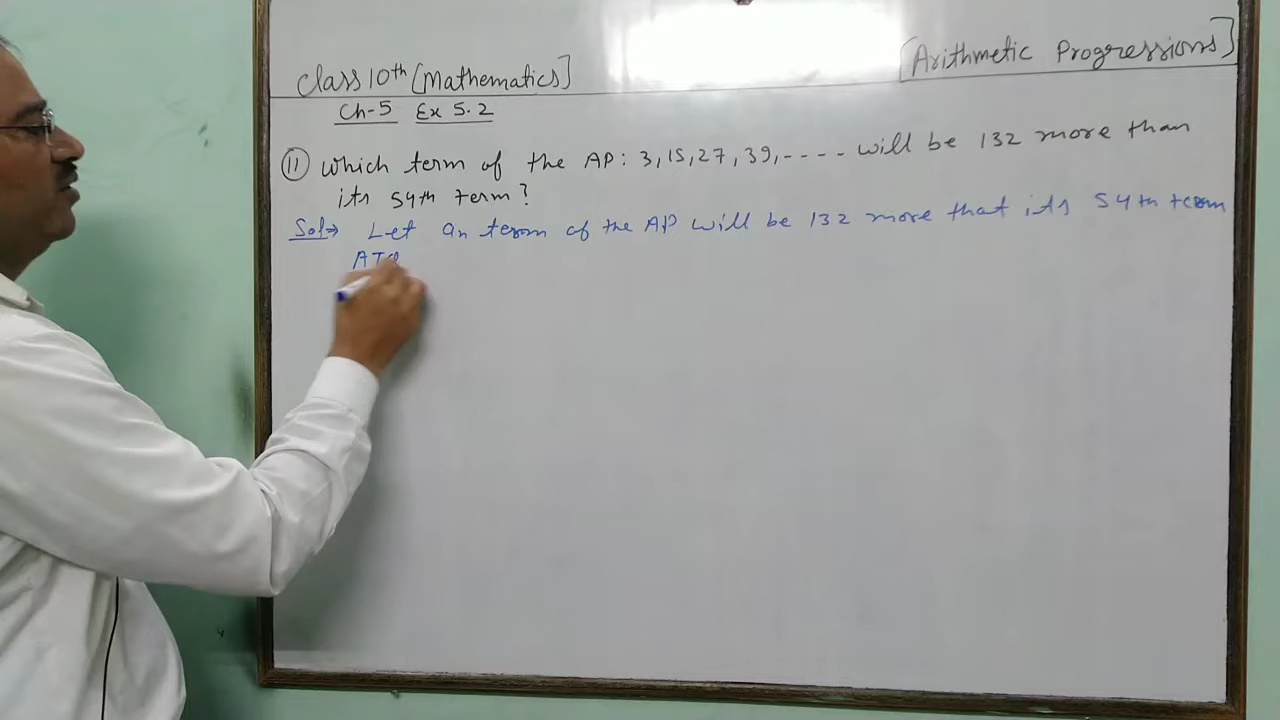 Class 10th [Mathematics]
[Arithmetic Progressions]
Ch-5 Ex 5.2
11 Which term of the AP: 3, 15, 27, 39, ---- will be 132 more than
its 54th term?
Sol→ Let an term of the AP will be 132 more that its 54th term
ATQ